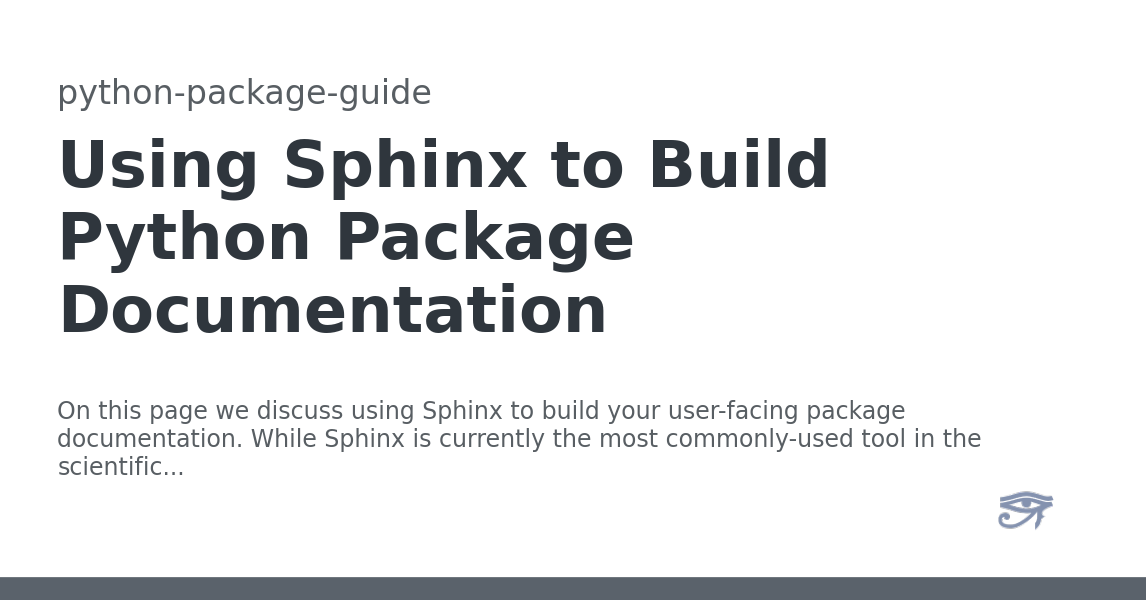 python-package-guide
Using Sphinx to Build
Python Package
Documentation
On this page we discuss using Sphinx to build your user-facing package
documentation. While Sphinx is currently the most commonly-used tool in the
scientific...